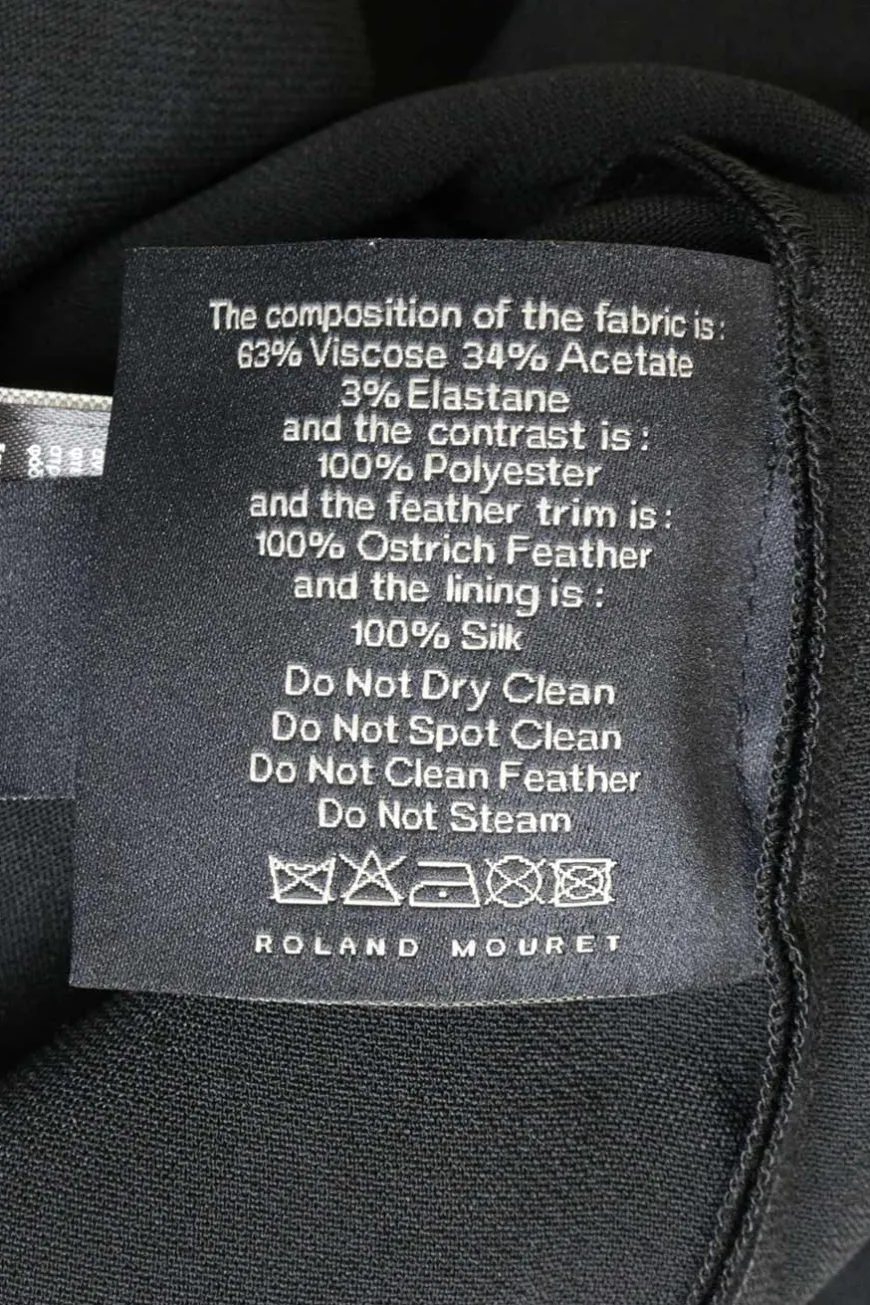 The composition of the fabric is:
63% Viscose 34% Acetate
3% Elastane
and the contrast is:
100% Polyester
and the feather trim is:
100% Ostrich Feather
and the lining is:
100% Silk
Do Not Dry Clean
Do Not Spot Clean
Do Not Clean Feather
Do Not Steam
ROLAND MOURET